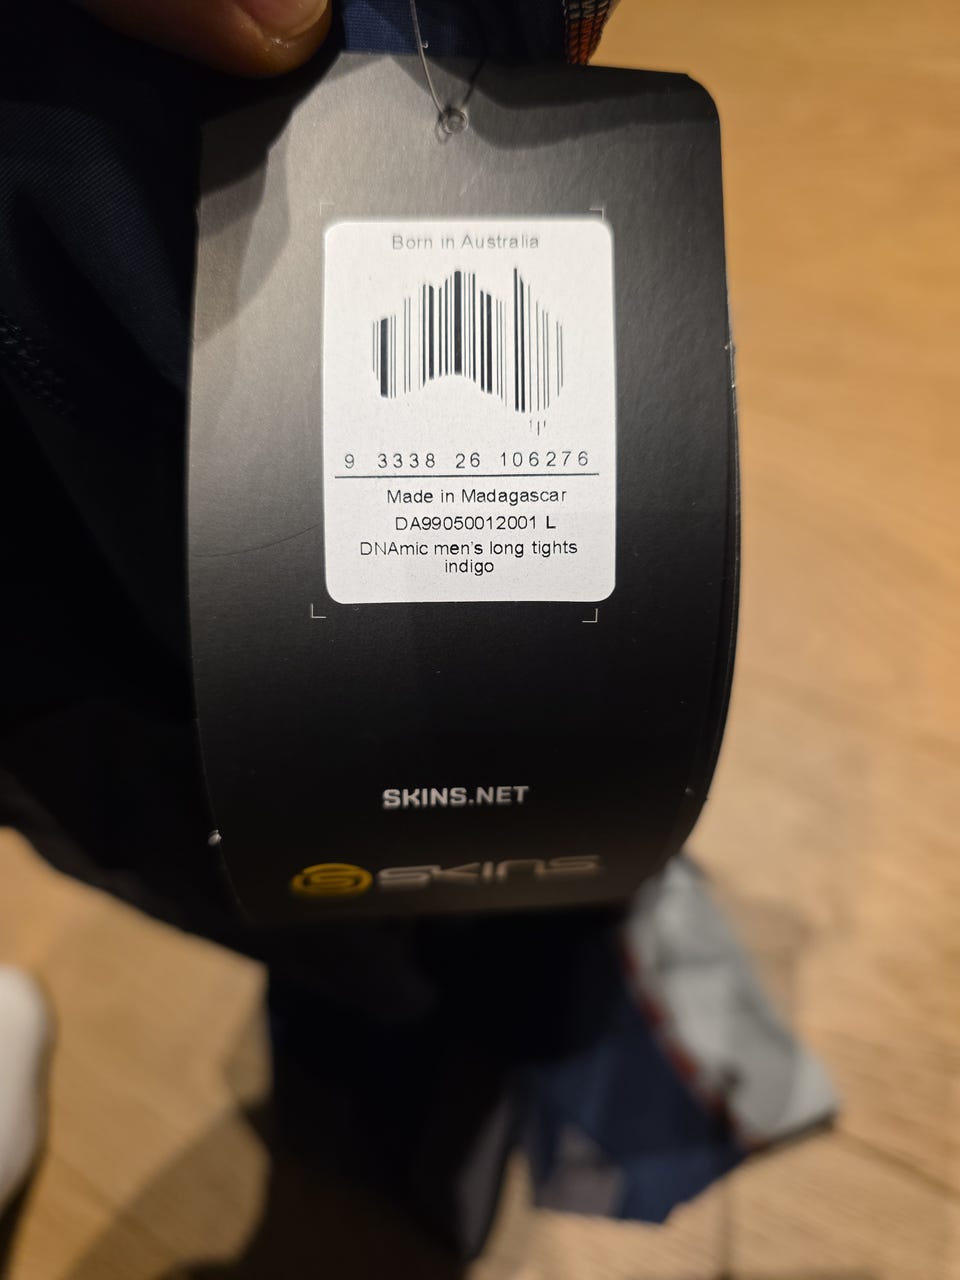 Born in Australia
9 3338 26 106276
Made in Madagascar
DA99050012001 L
DNAmic men's long tights
indigo
SKINS.NET
SKINS